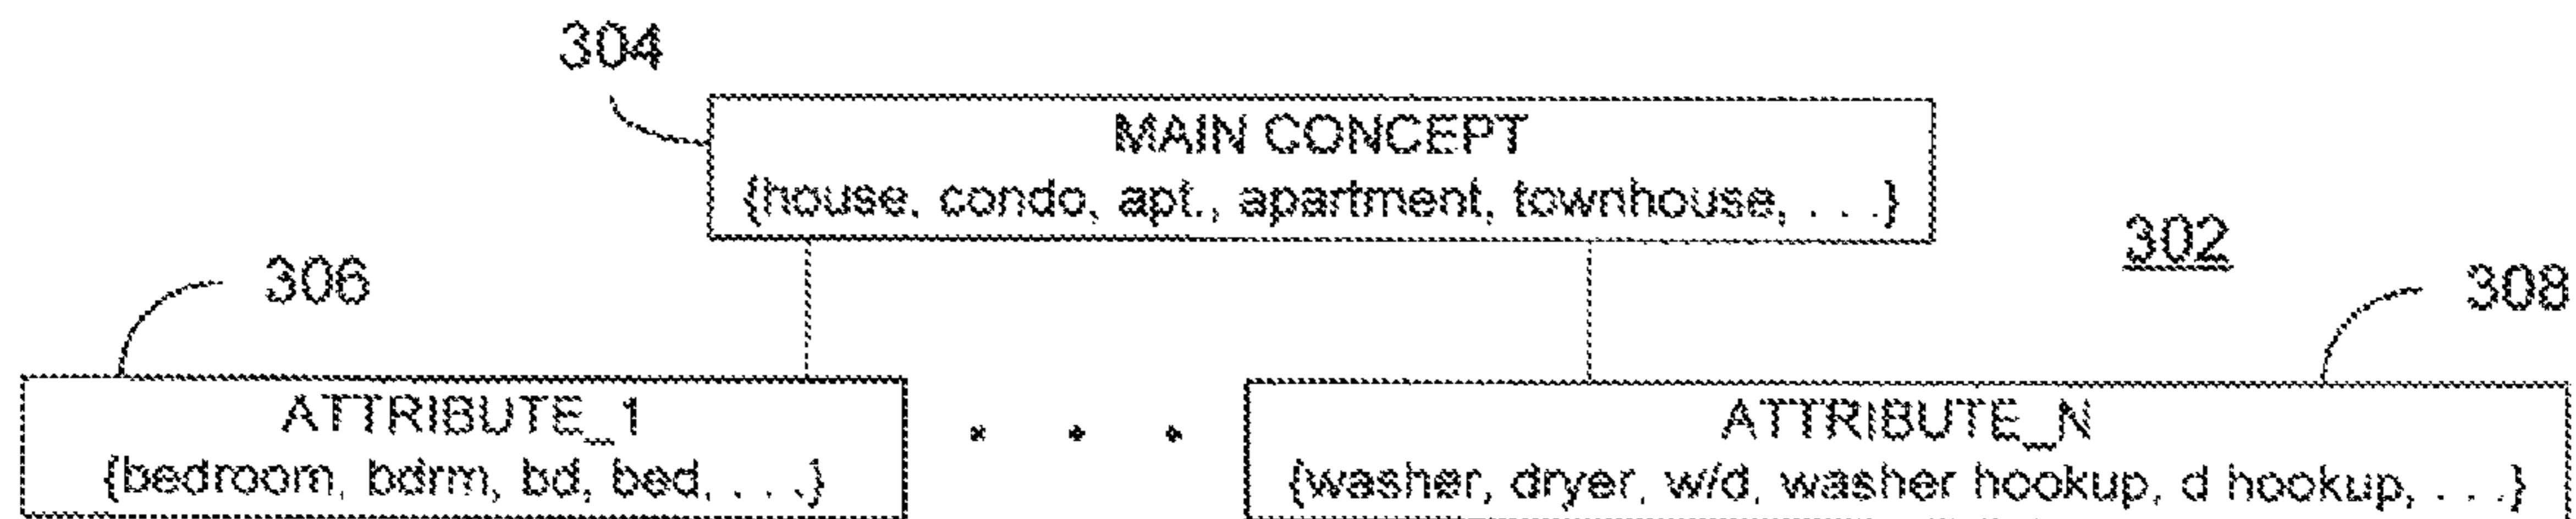 304
MAIN CONCEPT
{house, condo, apt., apartment, townhouse, . . .}
302
306
308
ATTRIBUTE_1
{bedroom, bdrm, bd, bed, . . .}
. . .
ATTRIBUTE_N
{washer, dryer, w/d, washer hookup, d hookup, . . .}